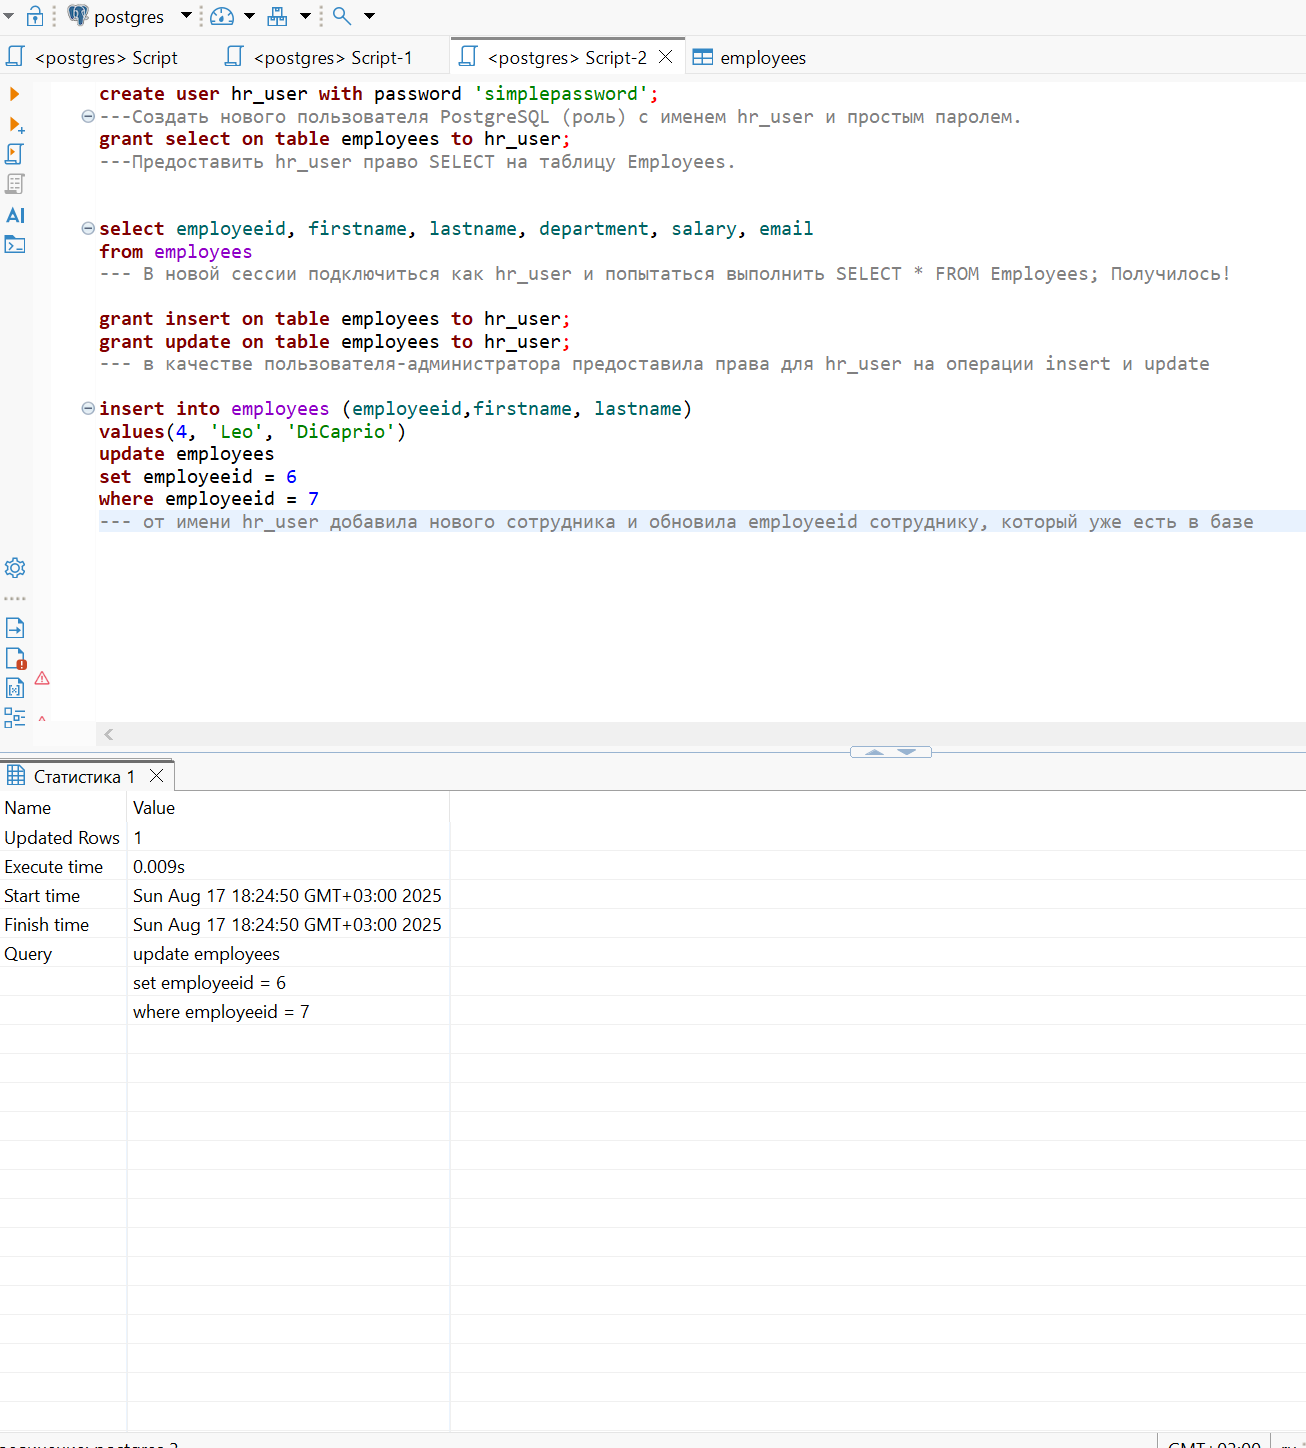 postgres
<postgres> Script
<postgres> Script-1
<postgres> Script-2
employees
create user hr_user with password 'simplepassword';
---Создать нового пользователя PostgreSQL (роль) с именем hr_user и простым паролем.
grant select on table employees to hr_user;
---Предоставить hr_user право SELECT на таблицу Employees.
select employeeid, firstname, lastname, department, salary, email
from employees
--- В новой сессии подключиться как hr_user и попытаться выполнить SELECT * FROM Employees; Получилось!
grant insert on table employees to hr_user;
grant update on table employees to hr_user;
--- в качестве пользователя-администратора предоставила права для hr_user на операции insert и update
insert into employees (employeeid,firstname, lastname)
values(4, 'Leo', 'DiCaprio')
update employees
set employeeid = 6
where employeeid = 7
--- от имени hr_user добавила нового сотрудника и обновила employeeid сотруднику, который уже есть в базе
AI
Статистика 1
Name Value
Updated Rows 1
Execute time 0.009s
Start time Sun Aug 17 18:24:50 GMT+03:00 2025
Finish time Sun Aug 17 18:24:50 GMT+03:00 2025
Query update employees
set employeeid = 6
where employeeid = 7